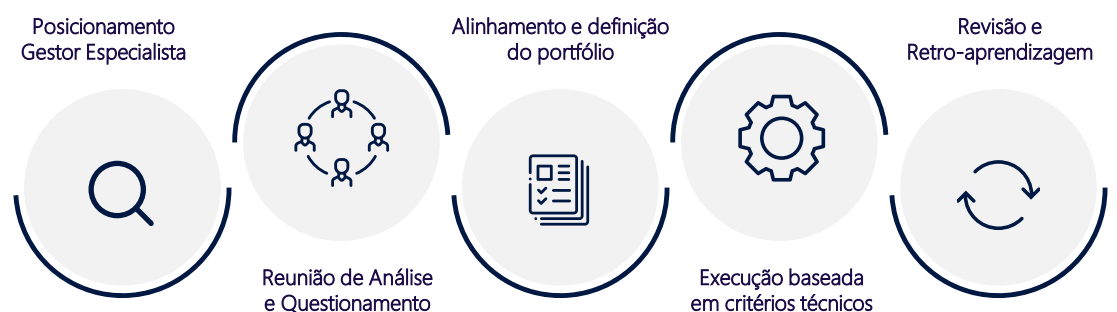 Posicionamento
Gestor Especialista
Reunião de Análise
e Questionamento
Alinhamento e definição
do portfólio
Execução baseada
em critérios técnicos
Revisão e
Retro-aprendizagem